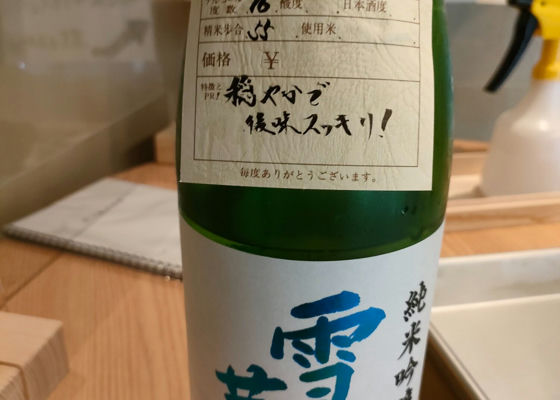 度数 16 酸度 日本酒度
精米歩合 55 使用米
価格 ¥
特徴と
PR! 穏やかで
後味スッキリ!
毎度ありがとうございます。
純米吟醸
雪